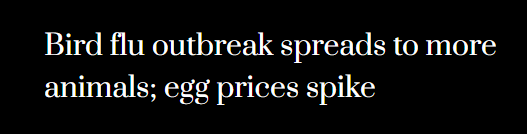 Bird flu outbreak spreads to more
animals; egg prices spike